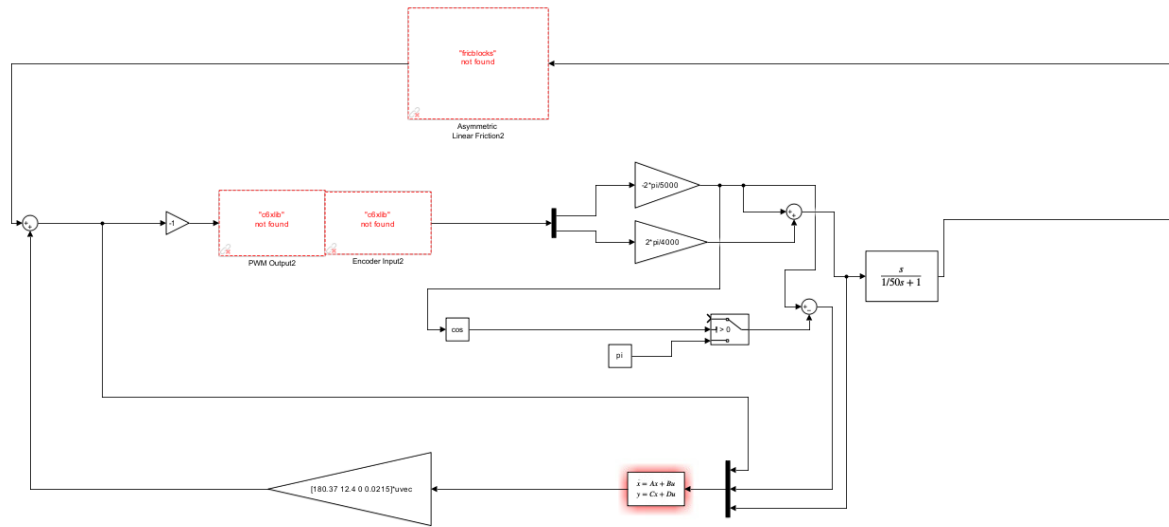 "fricblocks"
not found
Asymmetric
Linear Friction2
-2*pi/5000
-1
"c6xlib"
not found
"c6xlib"
not found
PWM Output2
Encoder Input2
2*pi/4000
s
1/50s + 1
cos
> 0
pi
[180.37 12.4 0 0.0215]*uvec
ẋ = Ax + Bu
y = Cx + Du